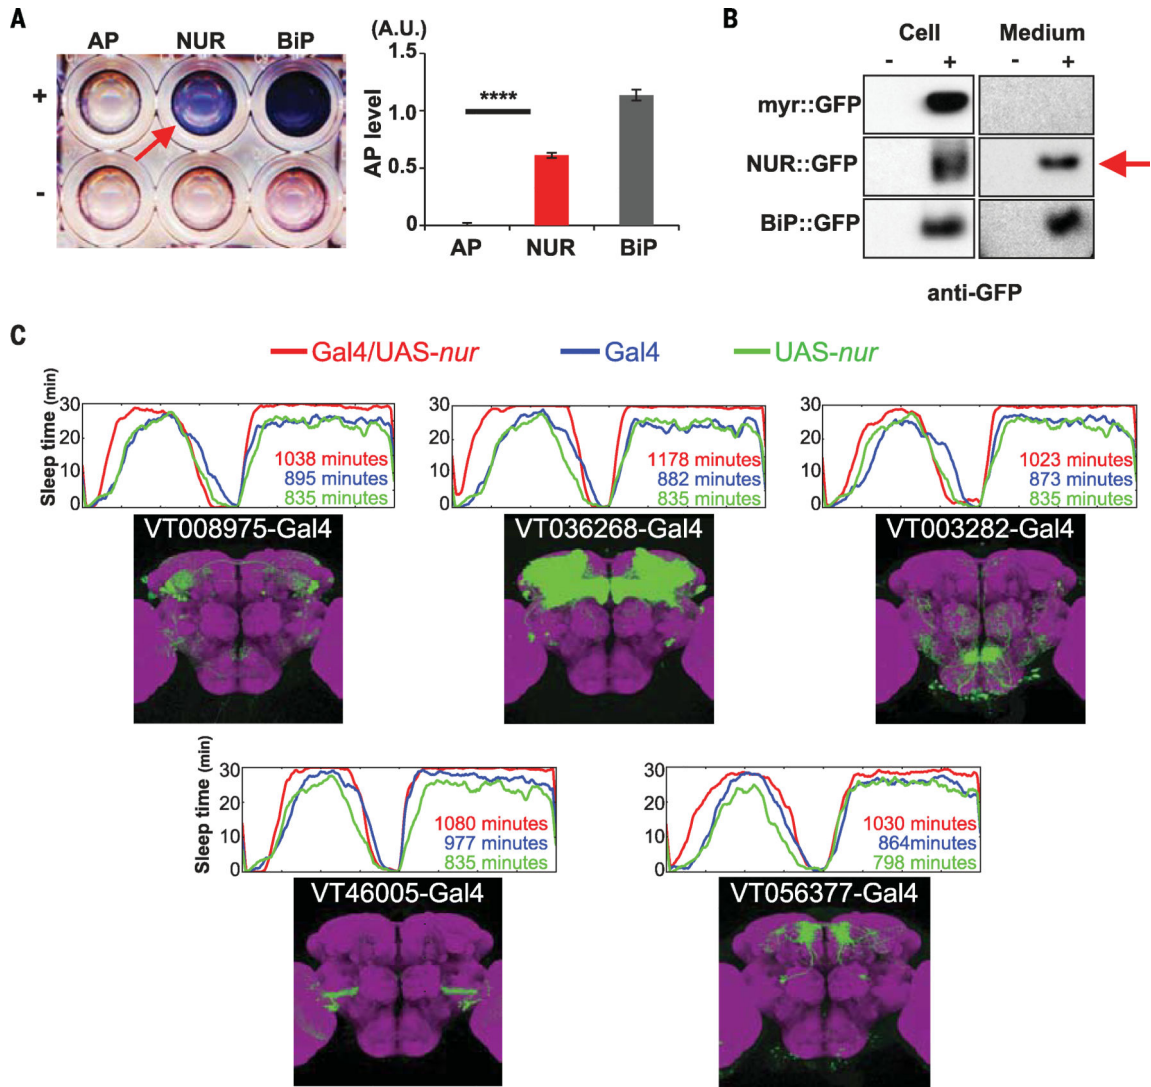 A
AP NUR BiP
+
-
(A.U.)
1.5
1.0
0.5
0
AP level
****
AP NUR BiP
B
Cell Medium
- + - +
myr::GFP
NUR::GFP
BiP::GFP
anti-GFP
C
Gal4/UAS-nur Gal4 UAS-nur
Sleep time (min)
30
20
10
0
1038 minutes
895 minutes
835 minutes
VT008975-Gal4
30
20
10
0
1178 minutes
882 minutes
835 minutes
VT036268-Gal4
30
20
10
0
1023 minutes
873 minutes
835 minutes
VT003282-Gal4
Sleep time (min)
30
20
10
0
1080 minutes
977 minutes
835 minutes
VT46005-Gal4
30
20
10
0
1030 minutes
864minutes
798 minutes
VT056377-Gal4